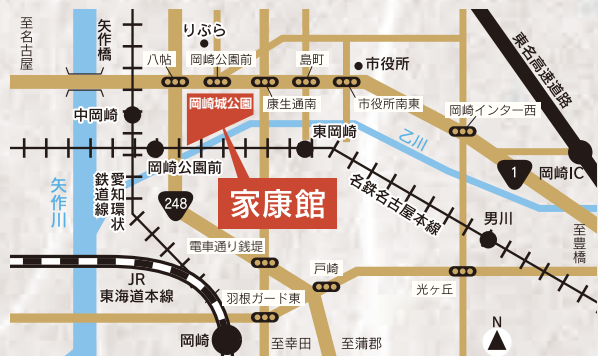 至名古屋
矢作橋
りぶら
八帖
岡崎公園前
島町
市役所
東名高速道路
中岡崎
岡崎城公園
康生通南
市役所南東
岡崎インター西
岡崎公園前
東岡崎
乙川
1
岡崎IC
矢作川
愛知環状
鉄道線
248
家康館
名鉄名古屋本線
男川
至豊橋
電車通り銭堤
戸崎
光ヶ丘
JR
東海道本線
羽根ガード東
岡崎
至幸田
至蒲郡
N